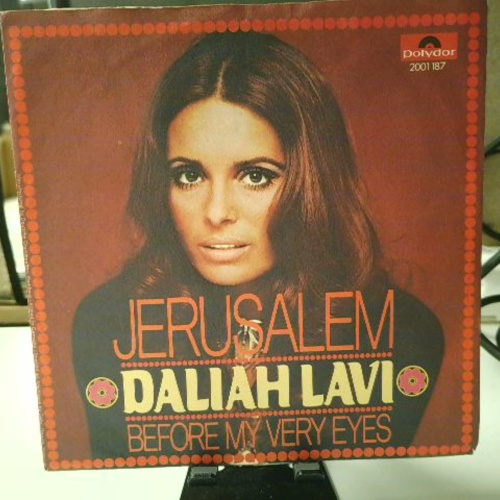 Polydor
2001 187
JERUSALEM
DALIAH LAVI
BEFORE MY VERY EYES